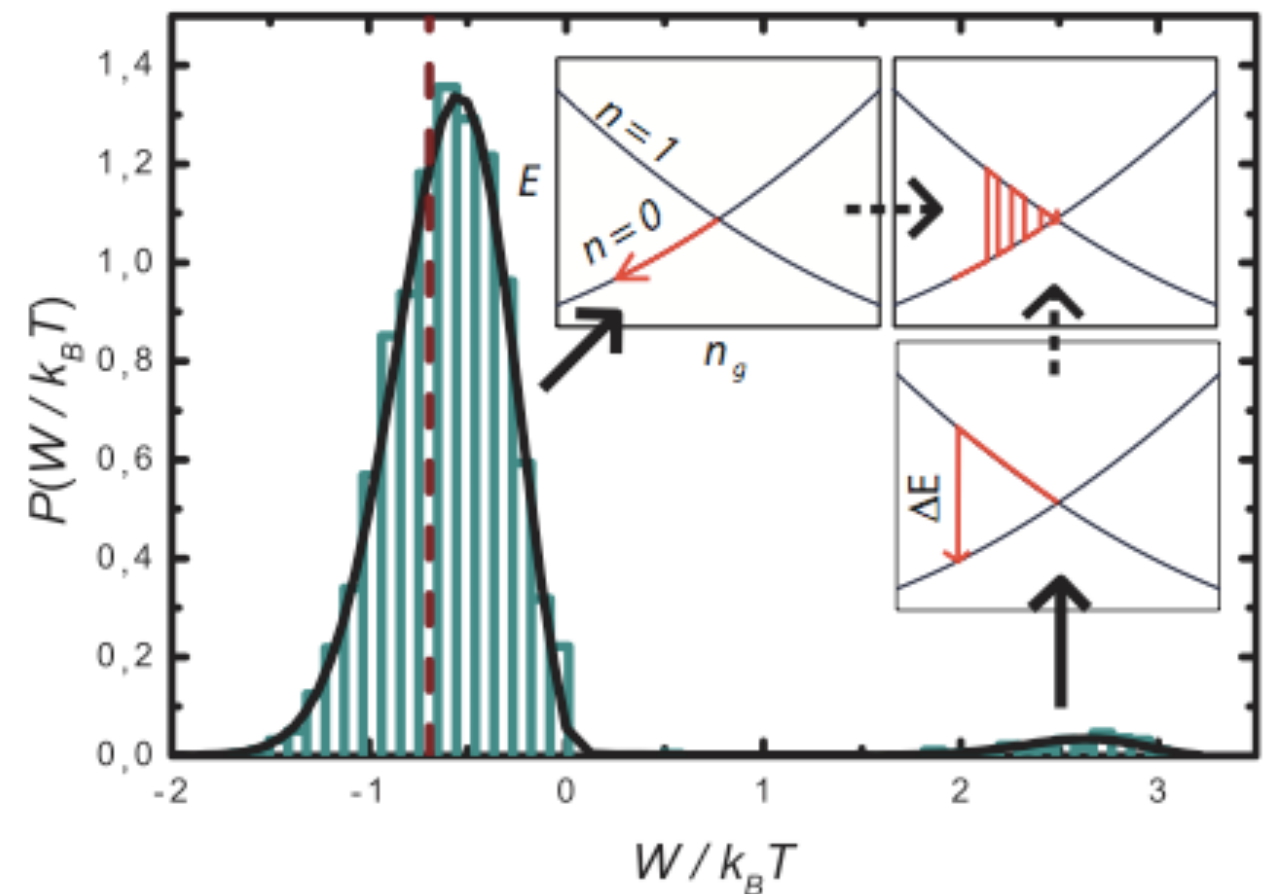 P(W / k_B T)
1,4
1,2
1,0
0,8
0,6
0,4
0,2
0,0
-2
-1
0
1
2
3
W / k_B T
E
n = 1
n = 0
n_g
ΔE